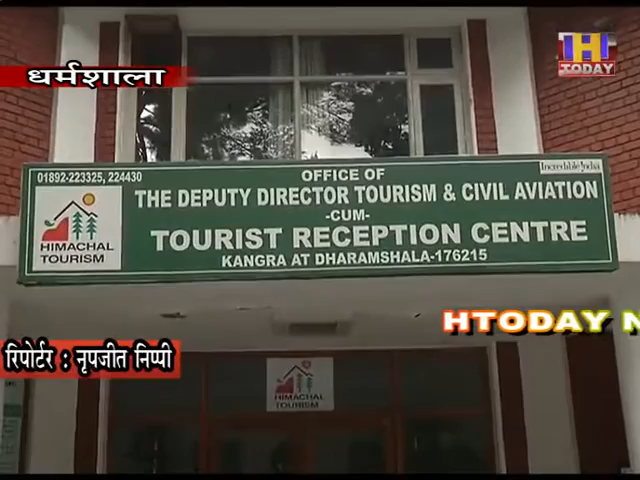 H
TODAY
धर्मशाला
01892-223325, 224430
OFFICE OF
Incredible India
THE DEPUTY DIRECTOR TOURISM & CIVIL AVIATION
-CUM-
TOURIST RECEPTION CENTRE
KANGRA AT DHARAMSHALA-176215
HIMACHAL
TOURISM
HTODAY N
रिपोर्टर : नृपजीत निप्पी
HIMACHAL
TOURISM